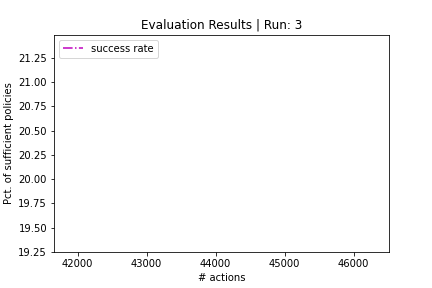 Evaluation Results | Run: 3
success rate
Pct. of sufficient policies
21.25
21.00
20.75
20.50
20.25
20.00
19.75
19.50
19.25
42000 43000 44000 45000 46000
# actions